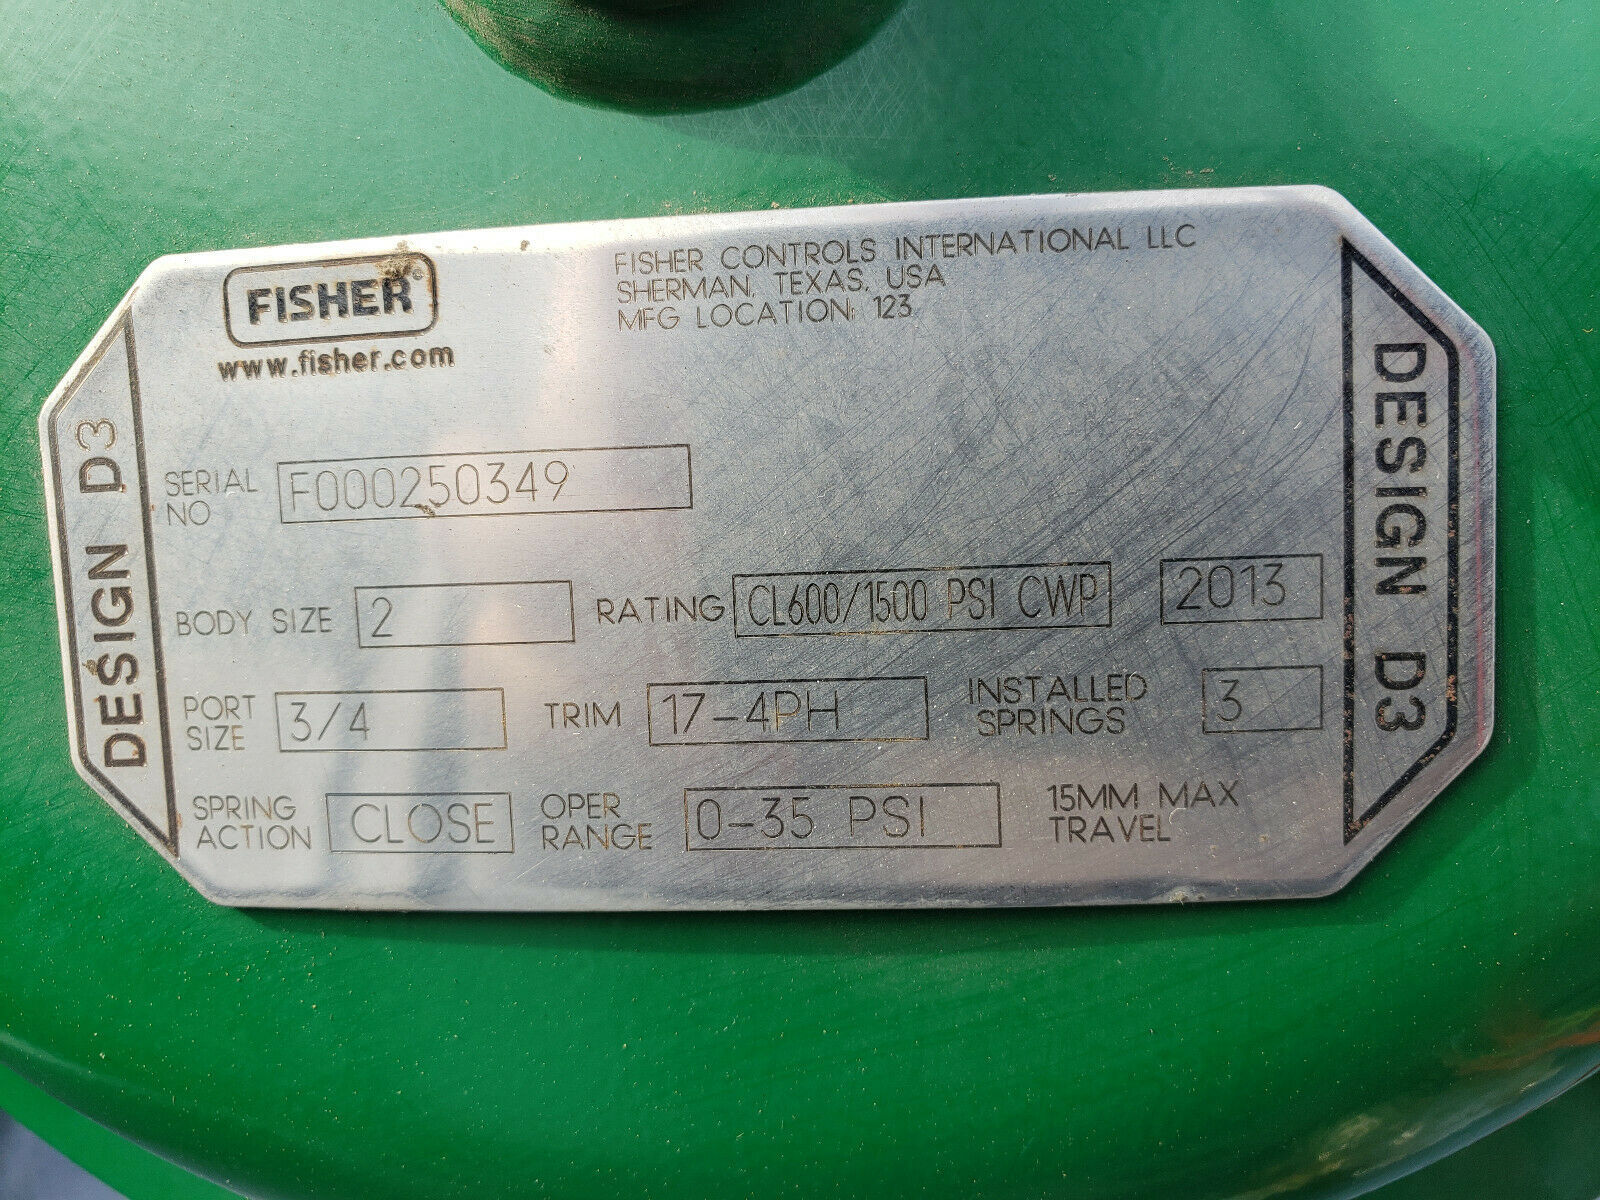 FISHER®
www.fisher.com
FISHER CONTROLS INTERNATIONAL LLC
SHERMAN, TEXAS, USA
MFG LOCATION: 123
DESIGN D3
SERIAL
NO
F000250349
BODY SIZE 2 RATING CL600/1500 PSI CWP 2013
PORT
SIZE
3/4
TRIM 17-4PH
INSTALLED
SPRINGS
3
SPRING
ACTION
CLOSE
OPER
RANGE
0-35 PSI
15MM MAX
TRAVEL
DESIGN D3